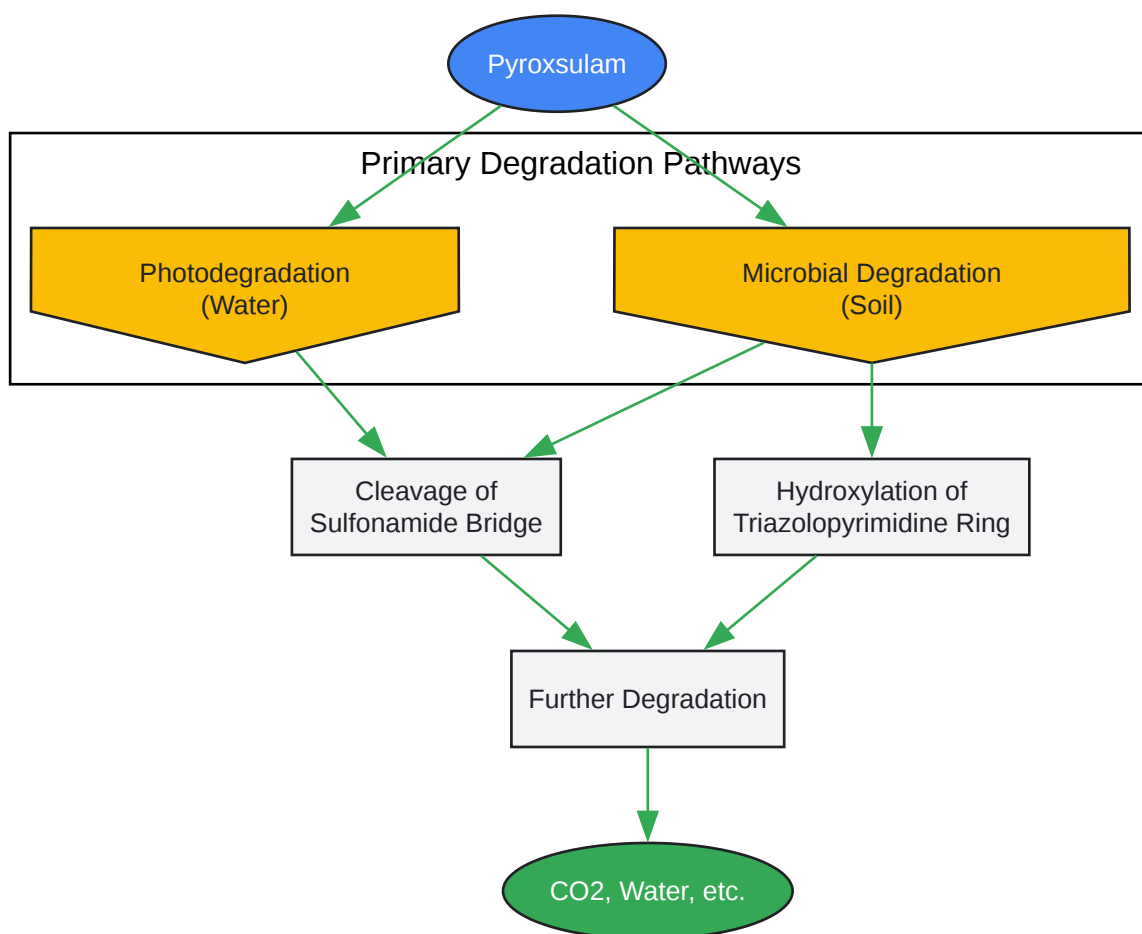 Pyroxsulam
Primary Degradation Pathways
Photodegradation
(Water)
Microbial Degradation
(Soil)
Cleavage of
Sulfonamide Bridge
Hydroxylation of
Triazolopyrimidine Ring
Further Degradation
CO2, Water, etc.